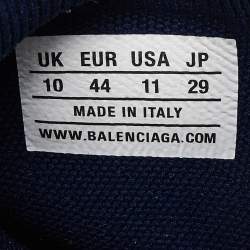 UK EUR USA JP
10 44 11 29
MADE IN ITALY
WWW.BALENCIAGA.COM